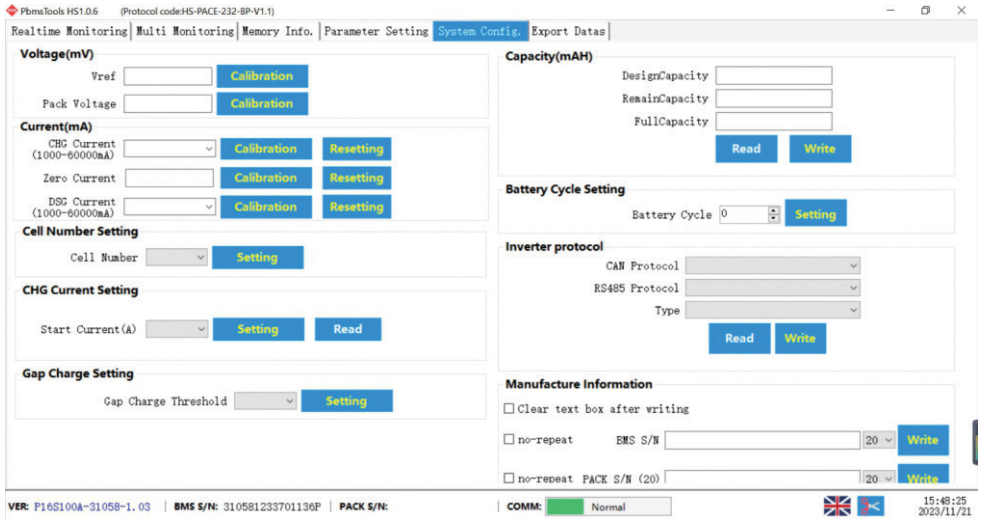 PbmsTools HS1.0.6 (Protocol code:HS-PACE-232-BP-V1.1)
Realtime Monitoring Multi Monitoring Memory Info. Parameter Setting System Config. Export Datas
Voltage(mV)
Vref Calibration
Pack Voltage Calibration
Current(mA)
CHG Current
(1000-60000mA) Calibration Resetting
Zero Current Calibration Resetting
DSG Current
(1000-60000mA) Calibration Resetting
Cell Number Setting
Cell Number Setting
CHG Current Setting
Start Current(A) Setting Read
Gap Charge Setting
Gap Charge Threshold Setting
Capacity(mAH)
DesignCapacity
RemainCapacity
FullCapacity
Read Write
Battery Cycle Setting
Battery Cycle 0 Setting
Inverter protocol
CAN Protocol
RS485 Protocol
Type
Read Write
Manufacture Information
Clear text box after writing
no-repeat BMS S/N 20 Write
no-repeat PACK S/N (20) 20 Write
VER: P16S100A-31058-1.03 BMS S/N: 310581233701136P PACK S/N: COMM: Normal
15:48:25
2023/11/21